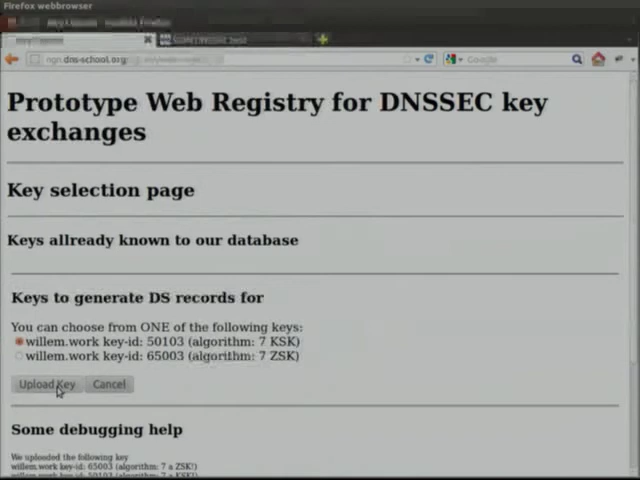 Firefox webbrowser
ngn.dns-school.org
Google
Prototype Web Registry for DNSSEC key
exchanges
Key selection page
Keys allready known to our database
Keys to generate DS records for
You can choose from ONE of the following keys:
willem.work key-id: 50103 (algorithm: 7 KSK)
willem.work key-id: 65003 (algorithm: 7 ZSK)
Upload Key Cancel
Some debugging help
We uploaded the following key
willem.work key-id: 65003 (algorithm: 7 a ZSK!)
willem.work key-id: 50103 (algorithm: 7 a KSK!)